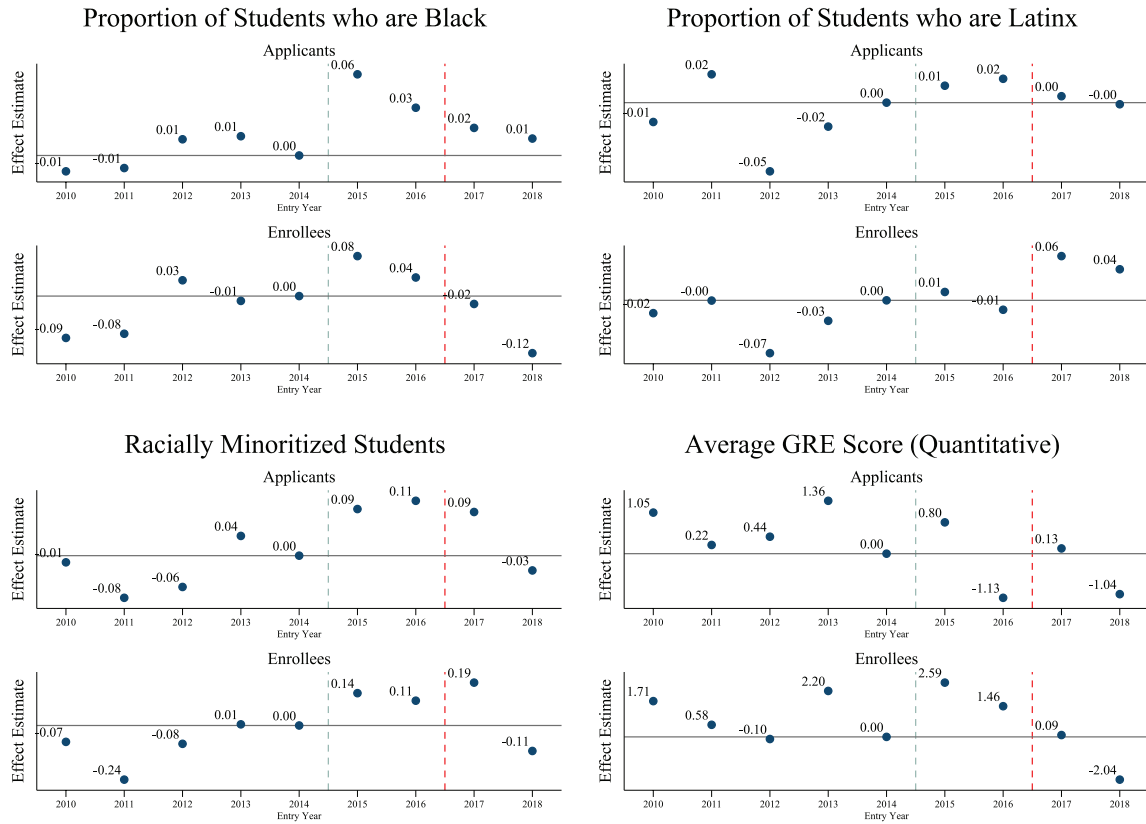 Proportion of Students who are Black
Applicants
Effect Estimate
-0.01
-0.01
0.01
0.01
0.00
0.06
0.03
0.02
0.01
2010 2011 2012 2013 2014 2015 2016 2017 2018
Entry Year
Enrollees
Effect Estimate
-0.09
-0.08
0.03
-0.01
0.00
0.08
0.04
-0.02
-0.12
2010 2011 2012 2013 2014 2015 2016 2017 2018
Entry Year
Proportion of Students who are Latinx
Applicants
Effect Estimate
-0.01
0.02
-0.05
-0.02
0.00
0.01
0.02
0.00
-0.00
2010 2011 2012 2013 2014 2015 2016 2017 2018
Entry Year
Enrollees
Effect Estimate
-0.02
-0.00
-0.07
-0.03
0.00
0.01
-0.01
0.06
0.04
2010 2011 2012 2013 2014 2015 2016 2017 2018
Entry Year
Racially Minoritized Students
Applicants
Effect Estimate
-0.01
-0.08
-0.06
0.04
0.00
0.09
0.11
0.09
-0.03
2010 2011 2012 2013 2014 2015 2016 2017 2018
Entry Year
Enrollees
Effect Estimate
-0.07
-0.24
-0.08
0.01
0.00
0.14
0.11
0.19
-0.11
2010 2011 2012 2013 2014 2015 2016 2017 2018
Entry Year
Average GRE Score (Quantitative)
Applicants
Effect Estimate
1.05
0.22
0.44
1.36
0.00
0.80
-1.13
0.13
-1.04
2010 2011 2012 2013 2014 2015 2016 2017 2018
Entry Year
Enrollees
Effect Estimate
1.71
0.58
-0.10
2.20
0.00
2.59
1.46
0.09
-2.04
2010 2011 2012 2013 2014 2015 2016 2017 2018
Entry Year